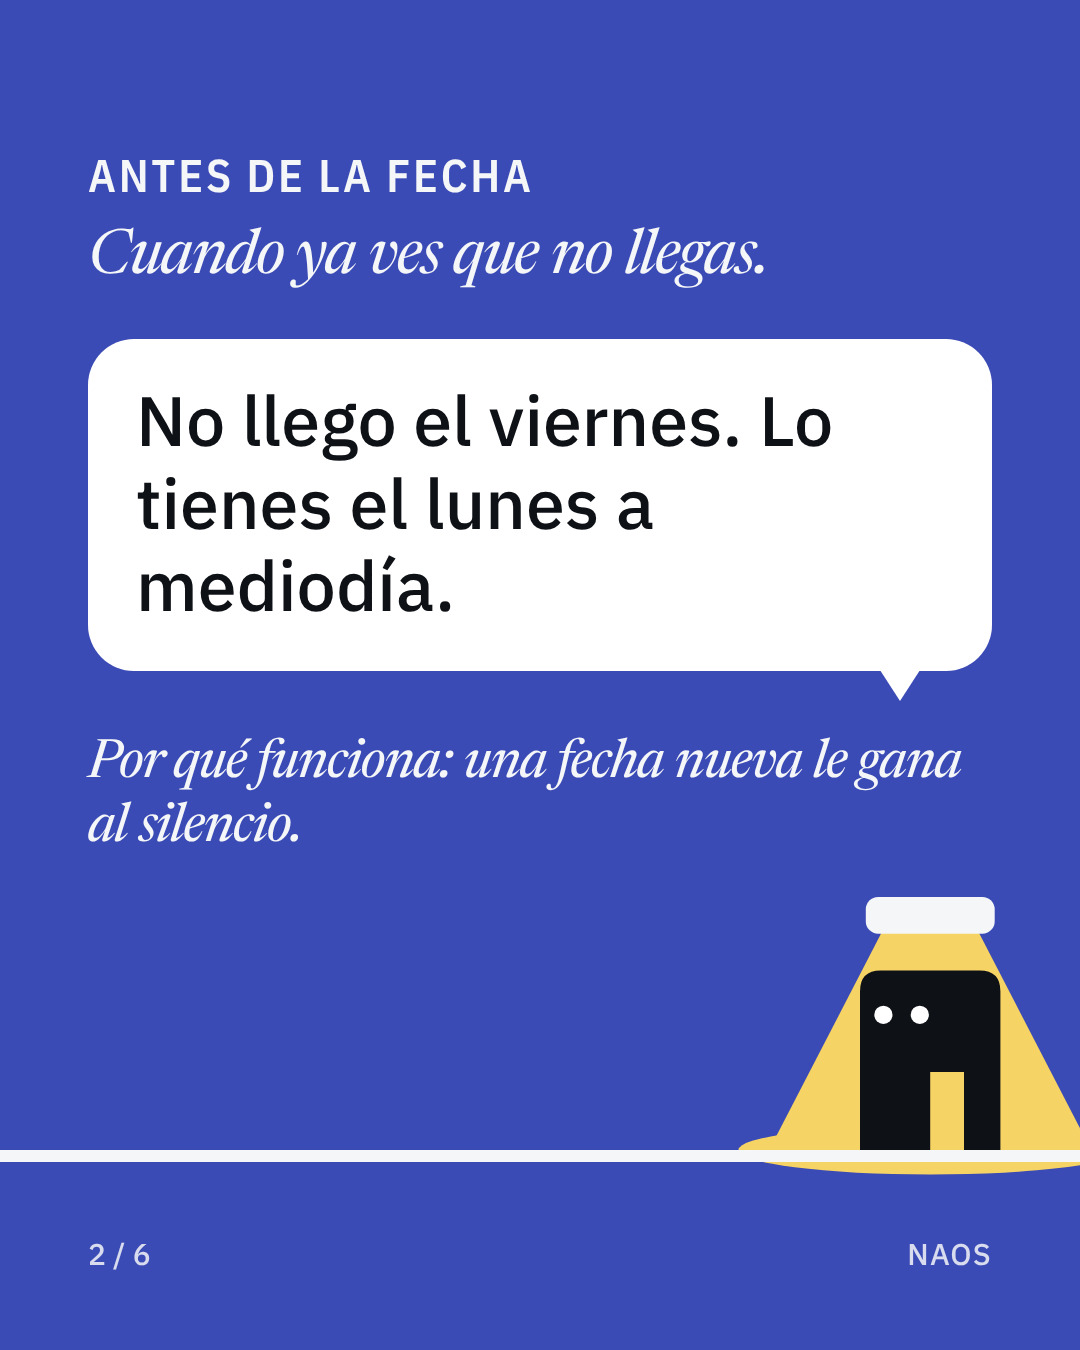 ANTES DE LA FECHA
Cuando ya ves que no llegas.
No llego el viernes. Lo
tienes el lunes a
mediodía.
Por qué funciona: una fecha nueva le gana
al silencio.
2 / 6
NAOS